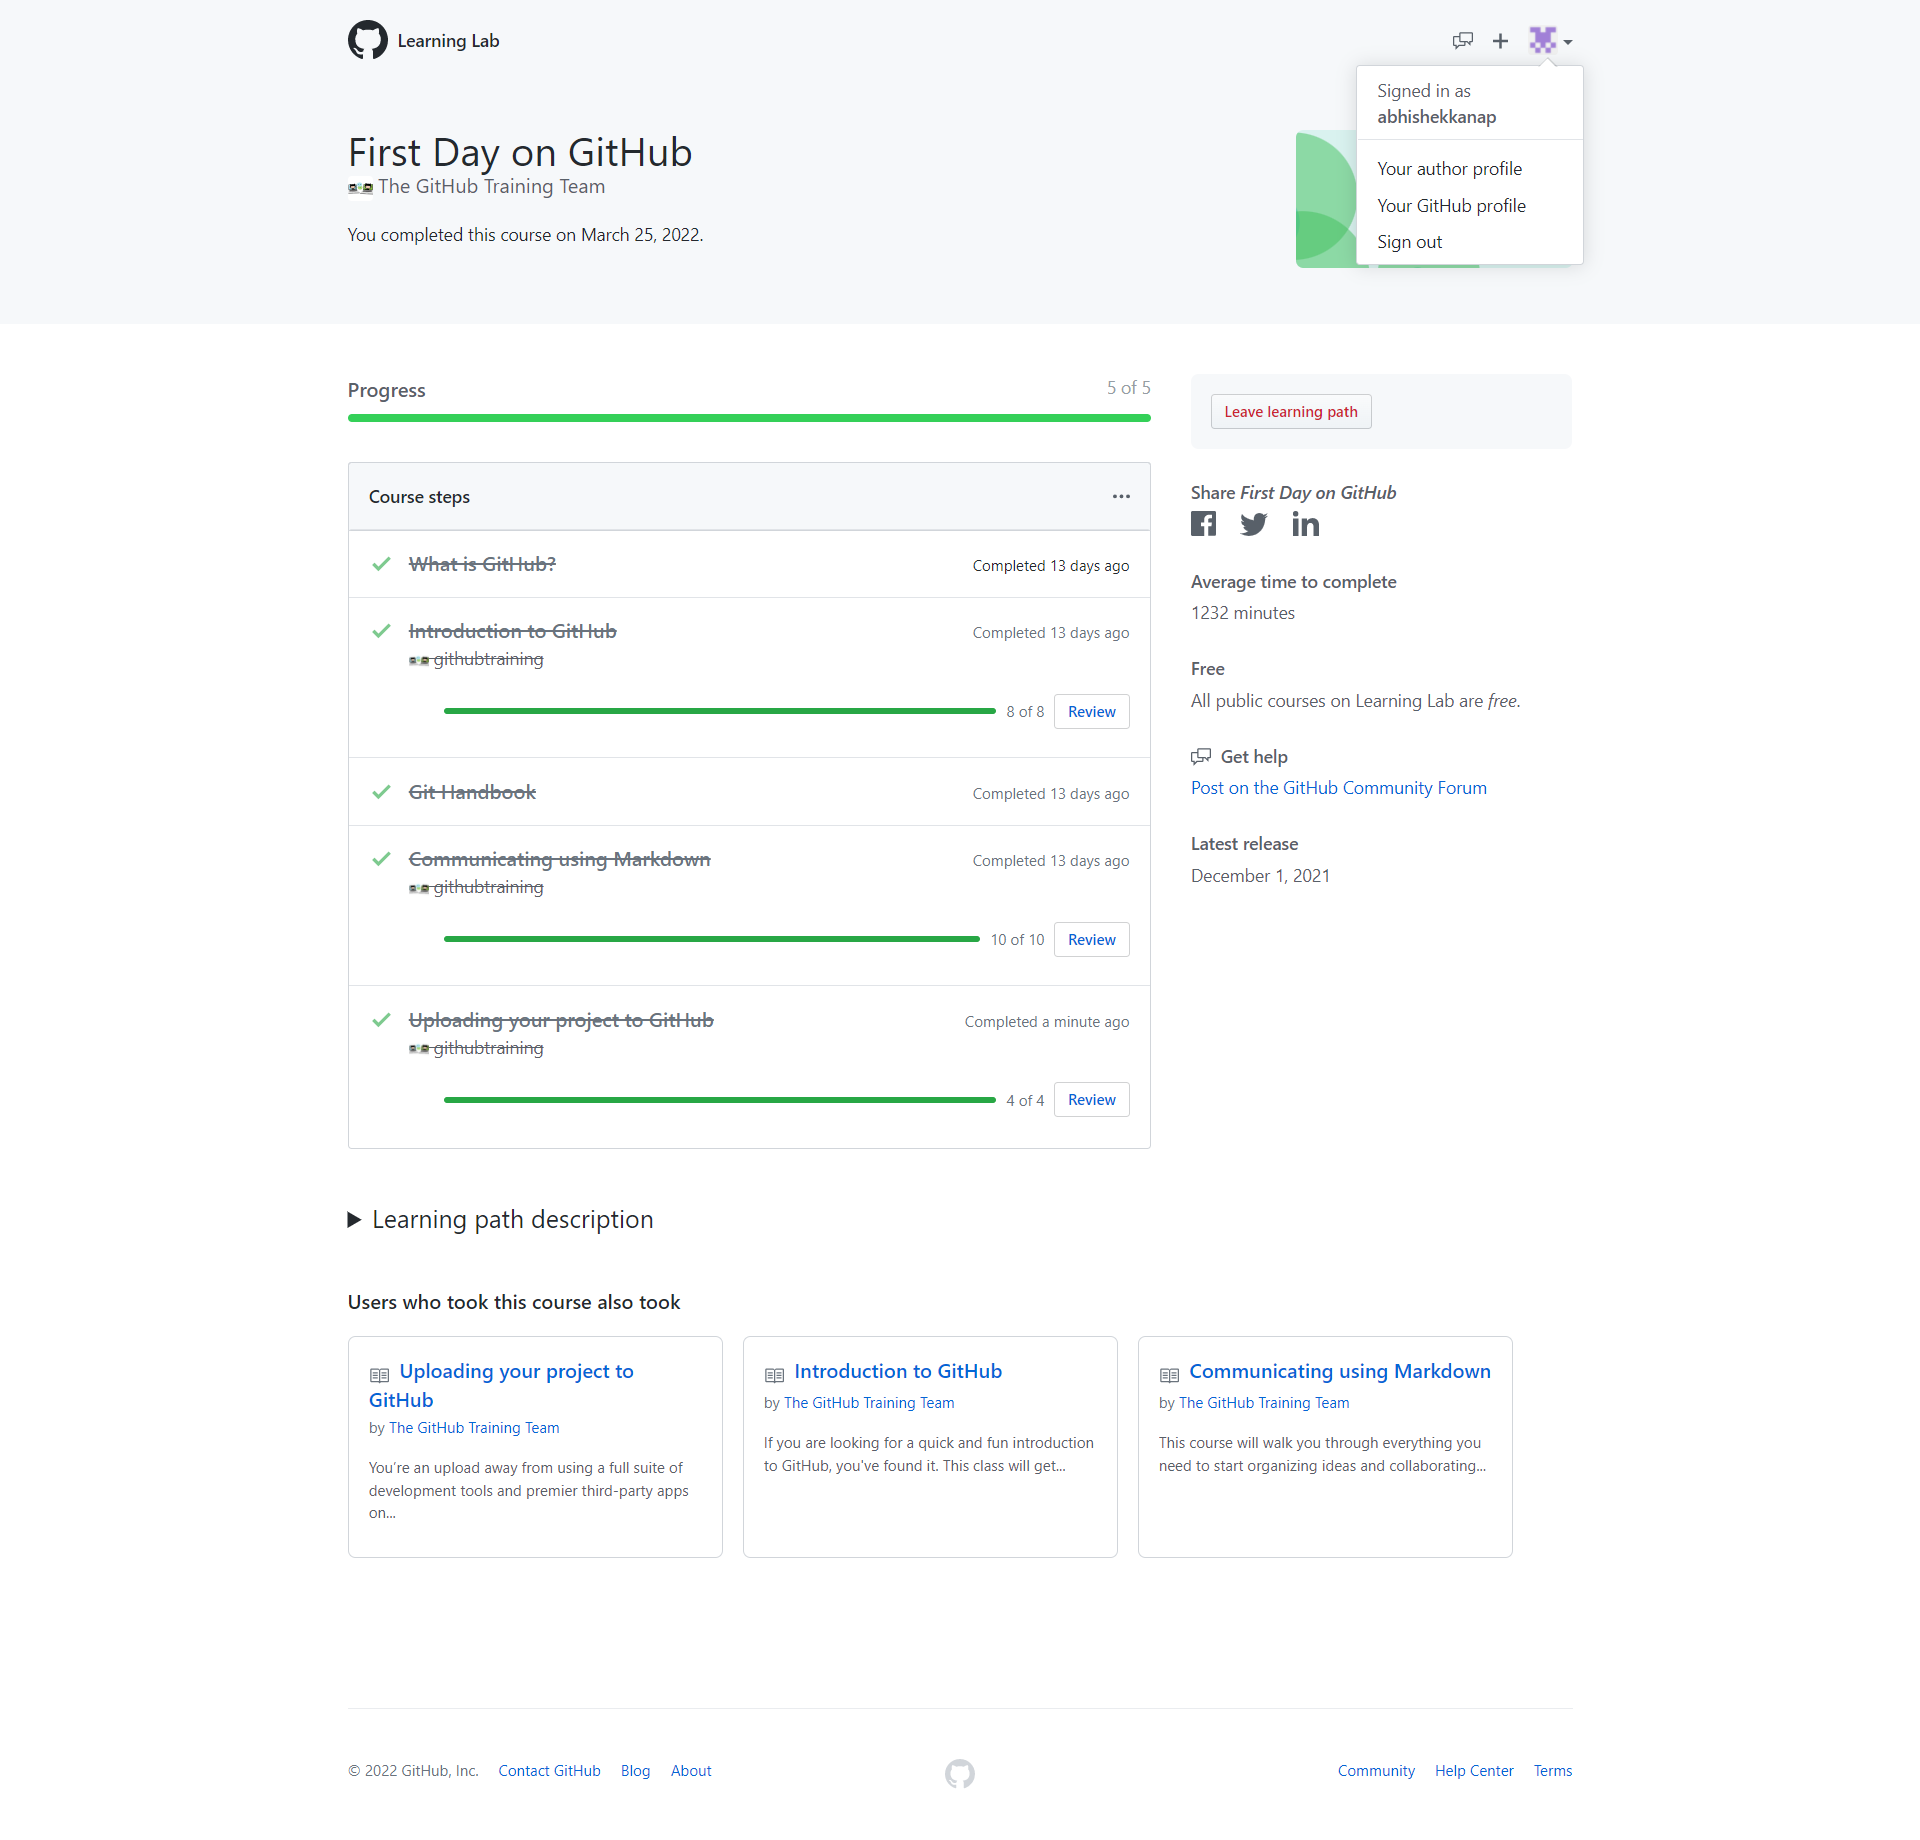 Learning Lab
Signed in as
abhishekkanap
Your author profile
Your GitHub profile
Sign out
First Day on GitHub
The GitHub Training Team
You completed this course on March 25, 2022.
Progress
5 of 5
Course steps
What is GitHub?
Completed 13 days ago
Introduction to GitHub
Completed 13 days ago
githubtraining
8 of 8
Review
Git Handbook
Completed 13 days ago
Communicating using Markdown
Completed 13 days ago
githubtraining
10 of 10
Review
Uploading your project to GitHub
Completed a minute ago
githubtraining
4 of 4
Review
Leave learning path
Share First Day on GitHub
Average time to complete
1232 minutes
Free
All public courses on Learning Lab are free.
Get help
Post on the GitHub Community Forum
Latest release
December 1, 2021
Learning path description
Users who took this course also took
Uploading your project to
GitHub
by The GitHub Training Team
You're an upload away from using a full suite of
development tools and premier third-party apps
on...
Introduction to GitHub
by The GitHub Training Team
If you are looking for a quick and fun introduction
to GitHub, you've found it. This class will get...
Communicating using Markdown
by The GitHub Training Team
This course will walk you through everything you
need to start organizing ideas and collaborating...
© 2022 GitHub, Inc. Contact GitHub Blog About
Community Help Center Terms